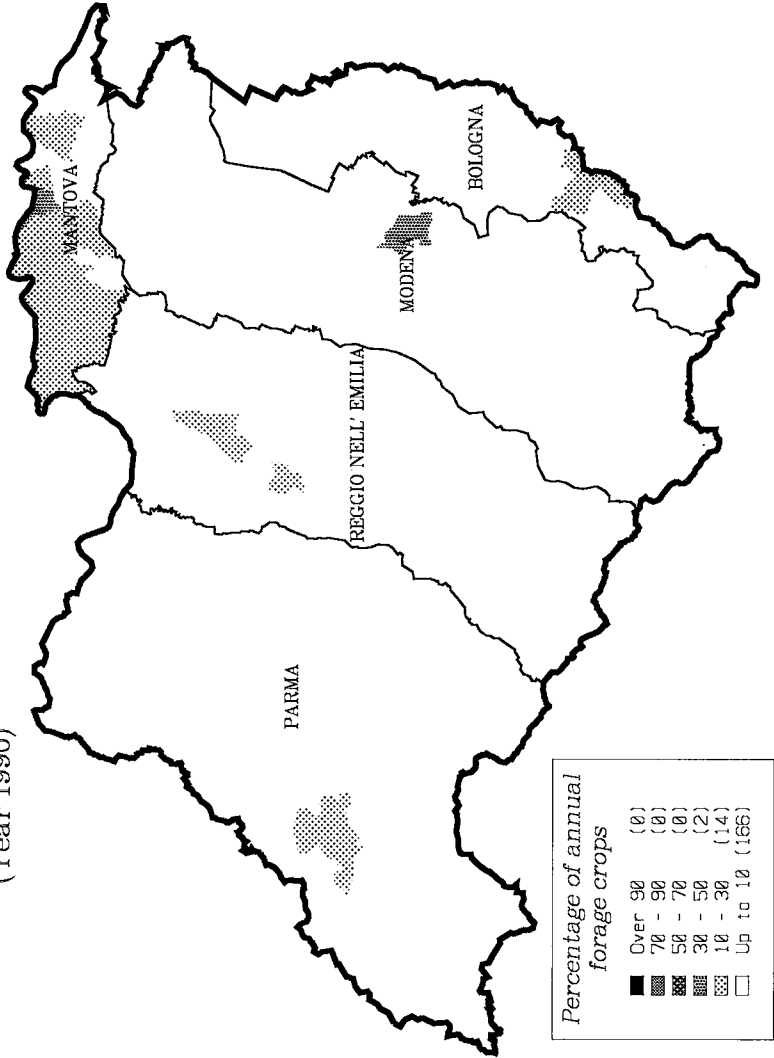 (Year 1990)
MANTOVA
BOLOGNA
MODENA
REGGIO NELL' EMILIA
PARMA
Percentage of annual
forage crops
Over 90 (0)
70 - 90 (0)
50 - 70 (0)
30 - 50 (2)
10 - 30 (14)
Up to 10 (166)